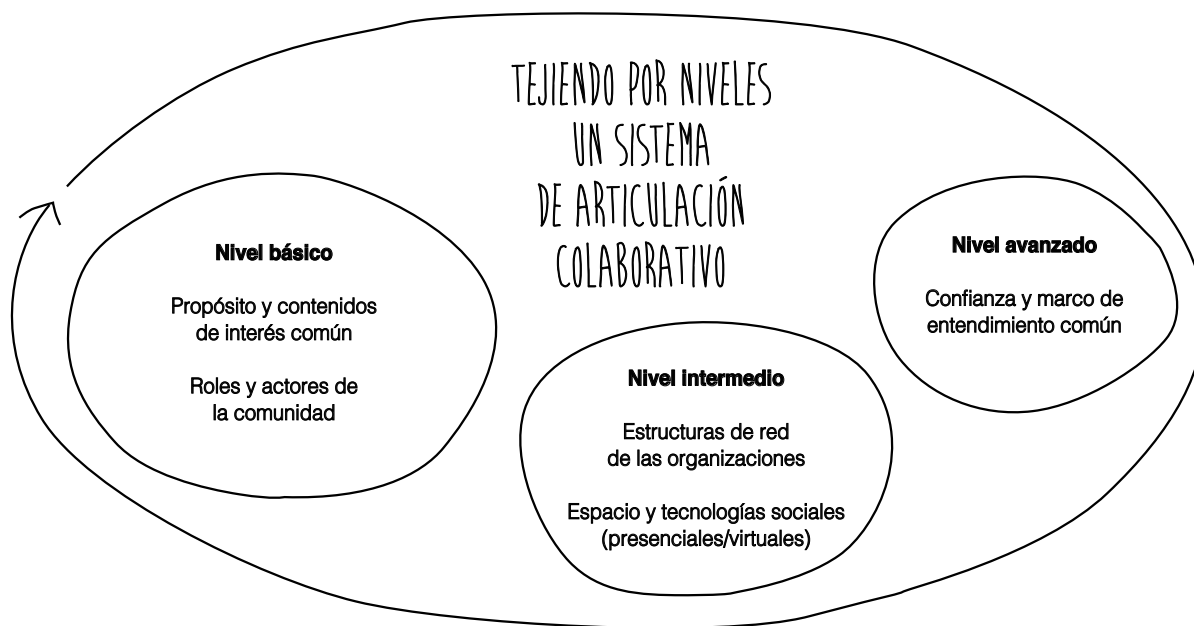 TEJIENDO POR NIVELES
UN SISTEMA
DE ARTICULACIÓN
COLABORATIVO
Nivel básico
Propósito y contenidos
de interés común
Roles y actores de
la comunidad
Nivel intermedio
Estructuras de red
de las organizaciones
Espacio y tecnologías sociales
(presenciales/virtuales)
Nivel avanzado
Confianza y marco de
entendimiento común